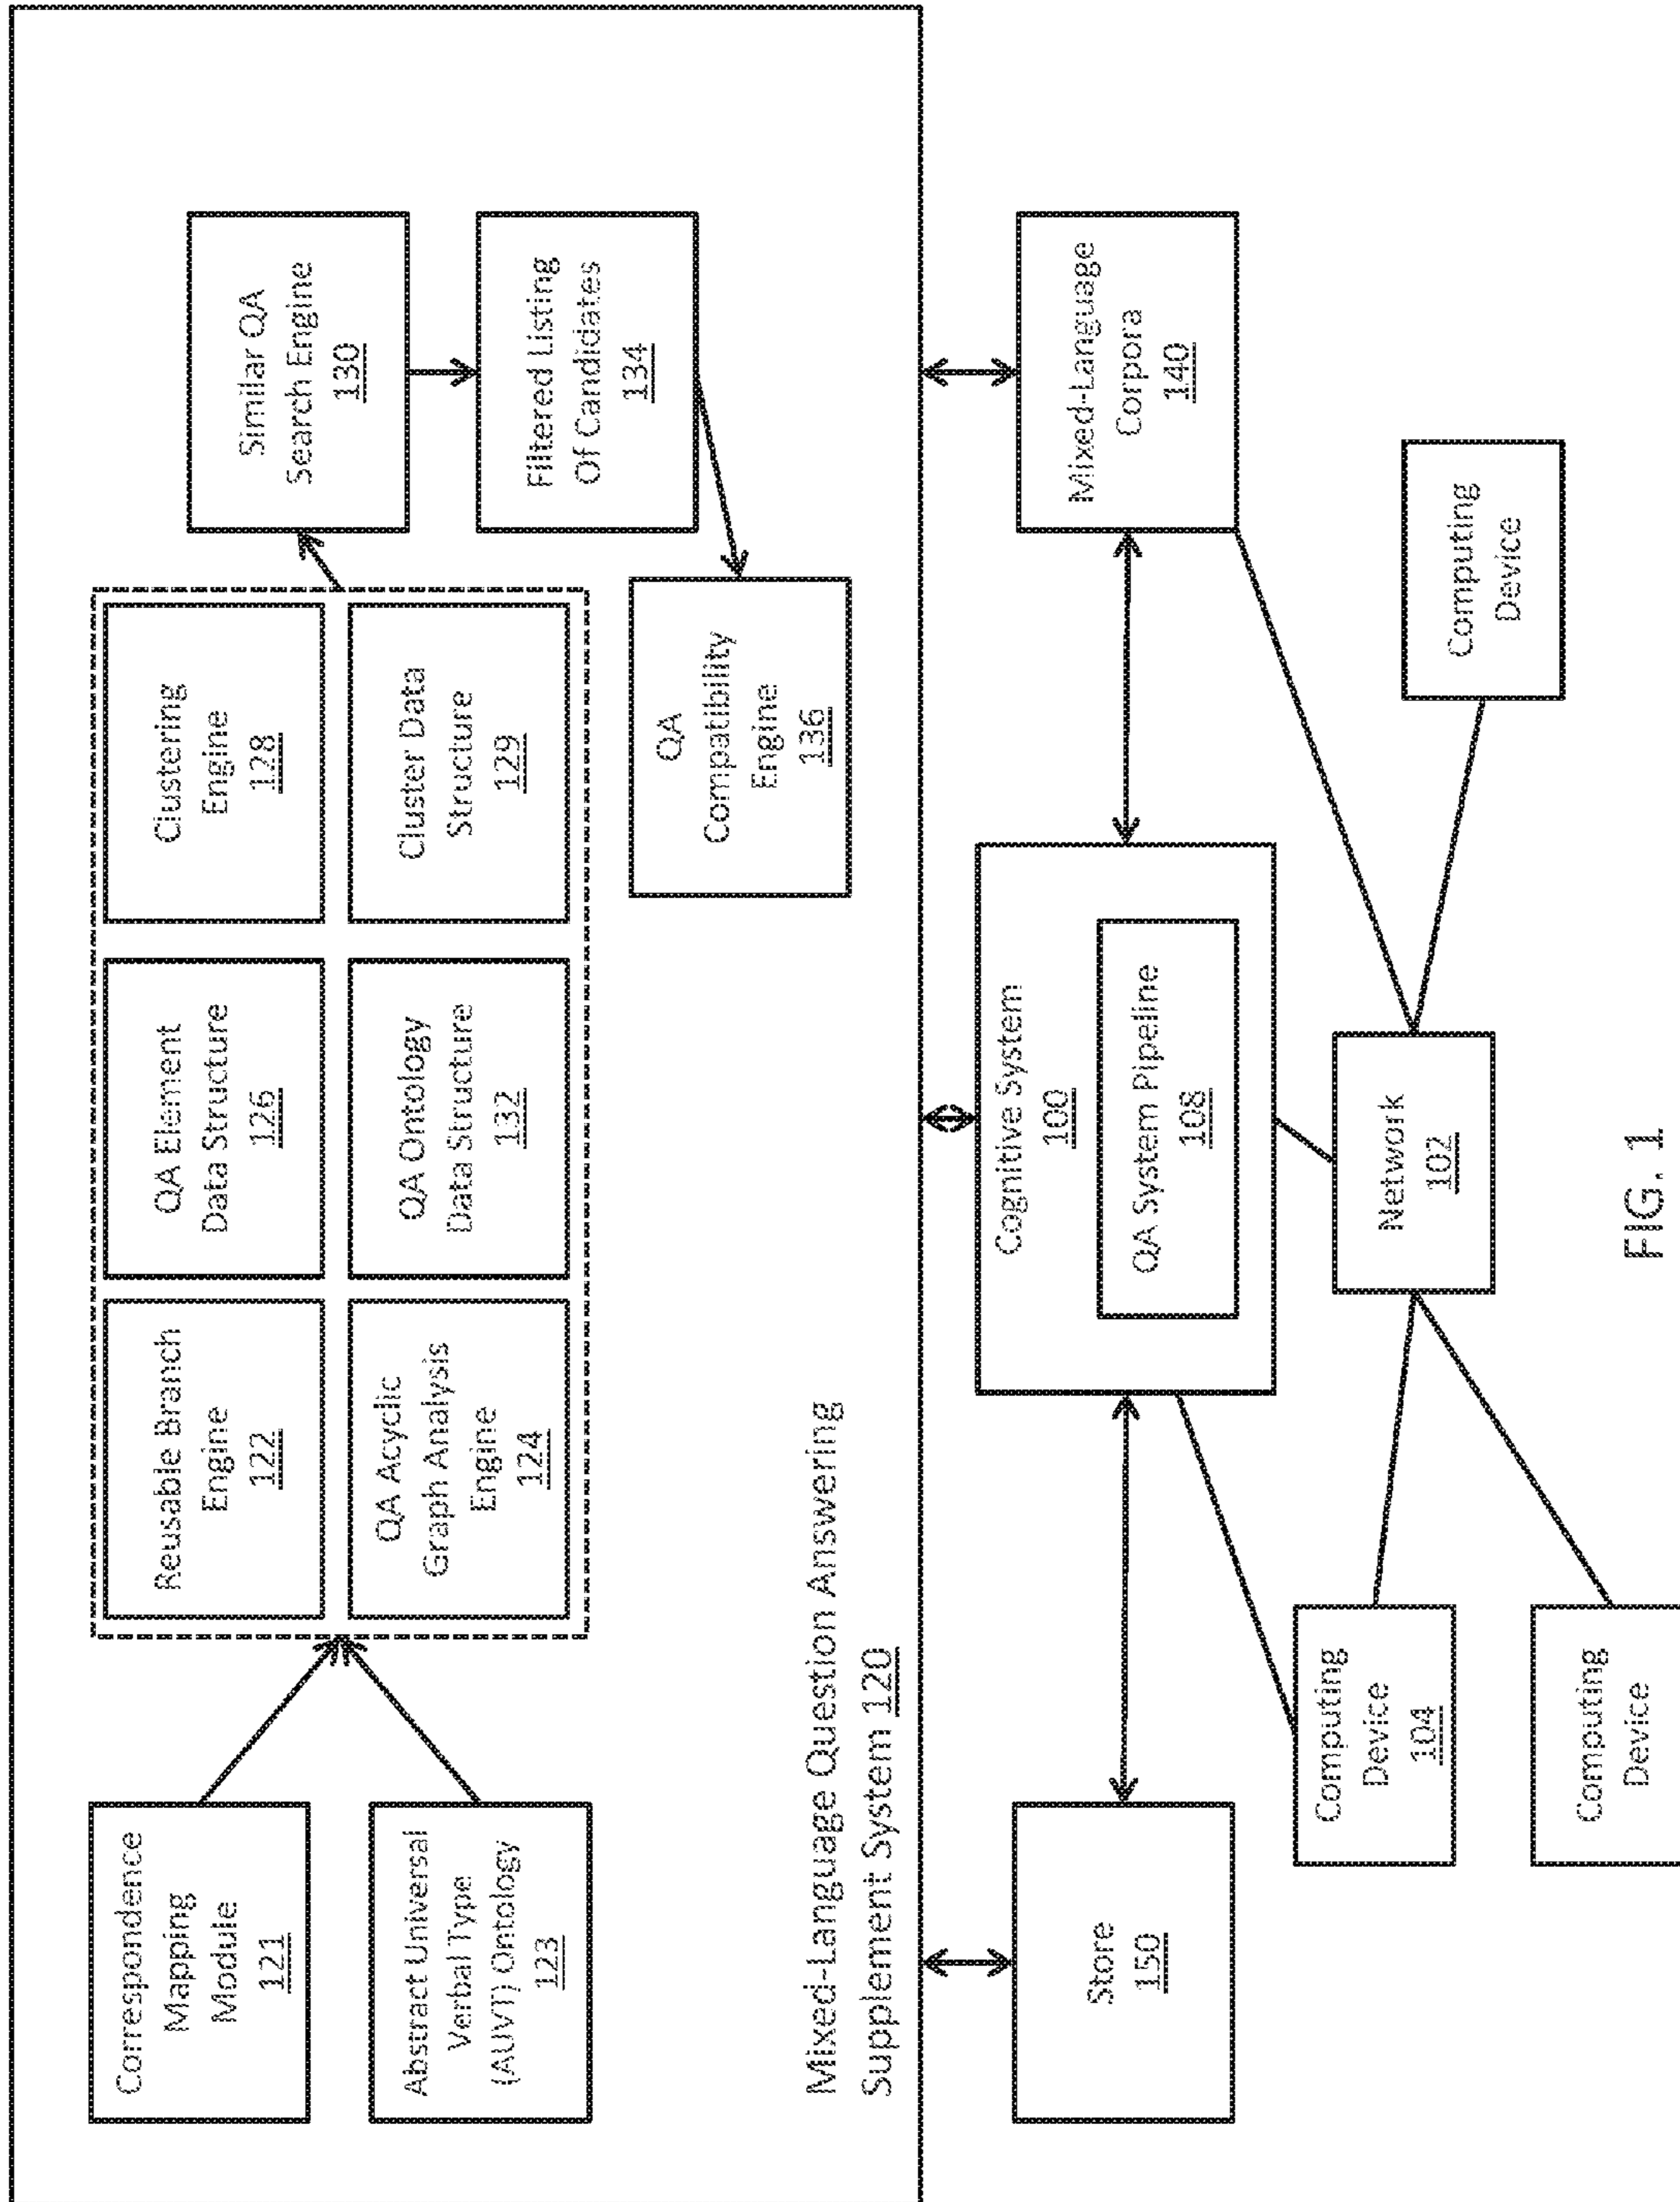 Correspondence
Mapping
Module
121
Abstract Universal
Verbal Type
(AUVT) Ontology
123
Reusable Branch
Engine
122
QA Element
Data Structure
126
Clustering
Engine
128
QA Acyclic
Graph Analysis
Engine
124
QA Ontology
Data Structure
132
Cluster Data
Structure
129
Similar QA
Search Engine
130
Filtered Listing
Of Candidates
134
QA
Compatibility
Engine
136
Mixed-Language Question Answering
Supplement System 120
Store
150
Cognitive System
100
QA System Pipeline
108
Mixed-Language
Corpora
140
Computing
Device
104
Network
102
Computing
Device
Computing
Device
FIG. 1